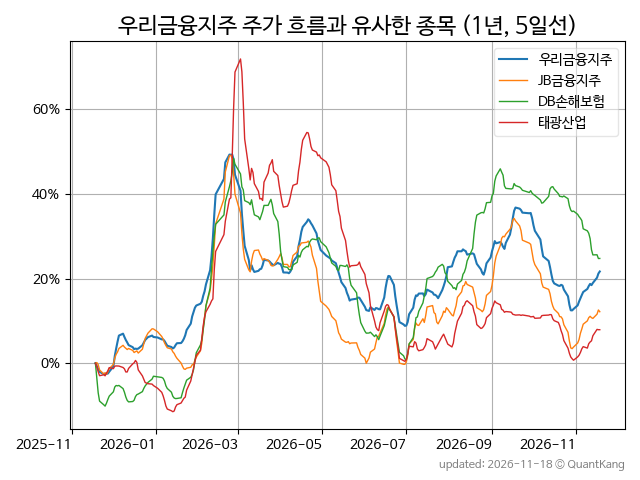 우리금융지주 주가 흐름과 유사한 종목 (1년, 5일선)
우리금융지주
JB금융지주
DB손해보험
태광산업
60%
40%
20%
0%
2025-11 2026-01 2026-03 2026-05 2026-07 2026-09 2026-11
updated: 2026-11-18 © QuantKang